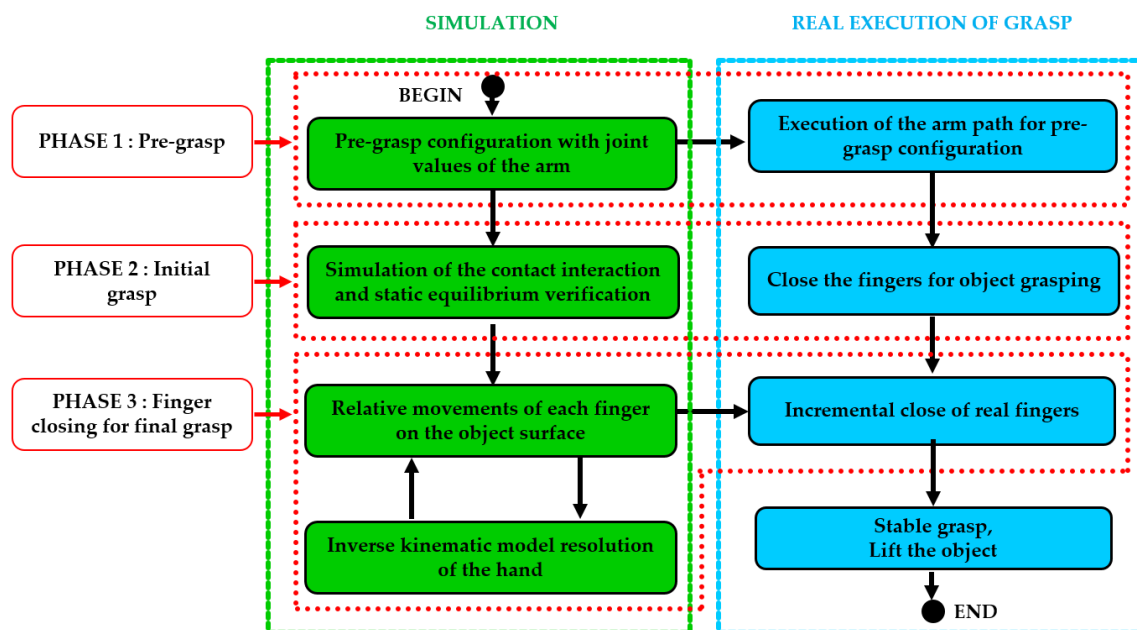 SIMULATION
REAL EXECUTION OF GRASP
BEGIN
PHASE 1 : Pre-grasp
Pre-grasp configuration with joint
values of the arm
Execution of the arm path for pre-
grasp configuration
PHASE 2 : Initial
grasp
Simulation of the contact interaction
and static equilibrium verification
Close the fingers for object grasping
PHASE 3 : Finger
closing for final grasp
Relative movements of each finger
on the object surface
Incremental close of real fingers
Inverse kinematic model resolution
of the hand
Stable grasp,
Lift the object
END